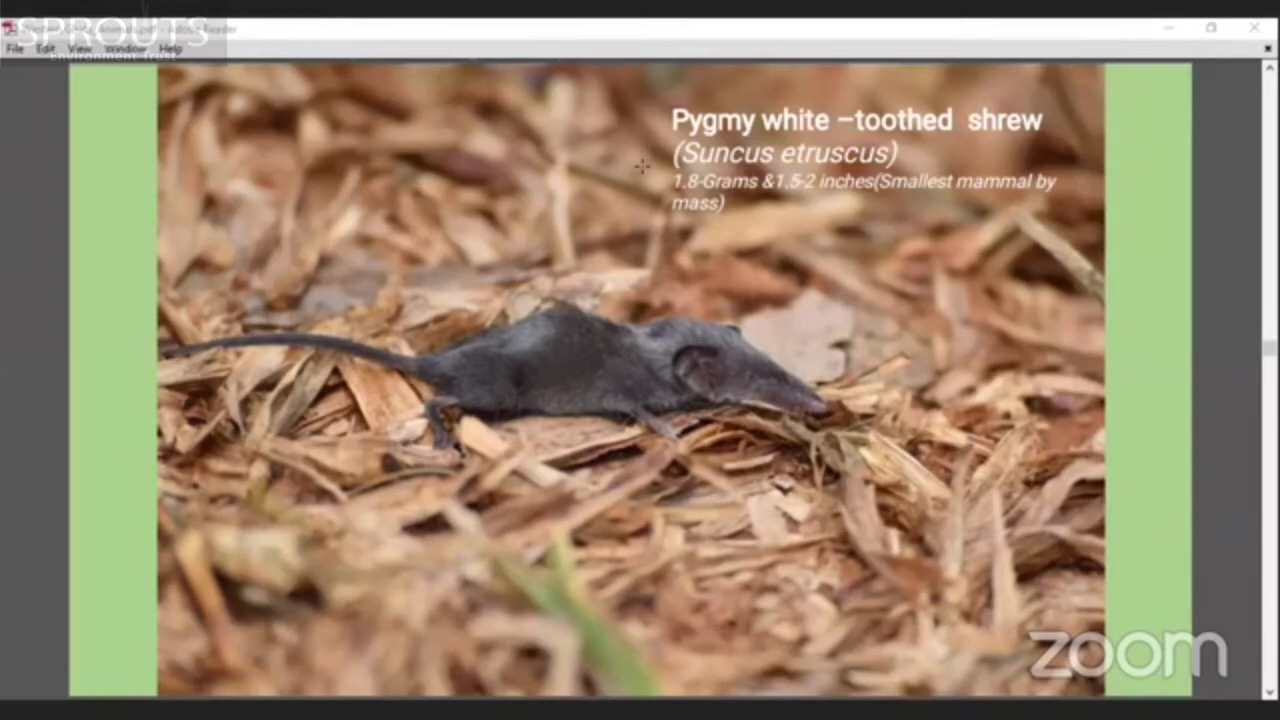 SPROUTS
Environment Trust
File Edit View Window Help
Pygmy white –toothed  shrew
(Suncus etruscus)
1.8-Grams &1.5-2 inches(Smallest mammal by
mass)
zoom